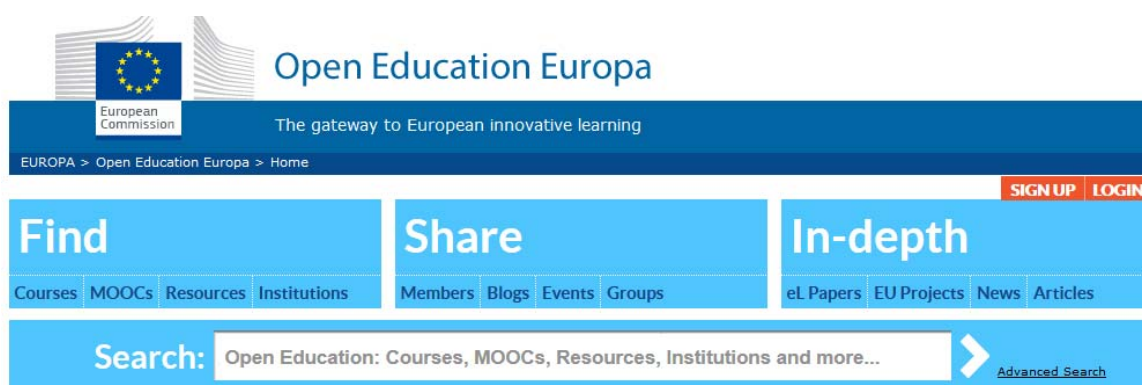 Open Education Europa
European
Commission
The gateway to European innovative learning
EUROPA > Open Education Europa > Home
SIGN UP LOGIN
Find Share In-depth
Courses MOOCs Resources Institutions Members Blogs Events Groups eL Papers EU Projects News Articles
Search: Open Education: Courses, MOOCs, Resources, Institutions and more...
Advanced Search